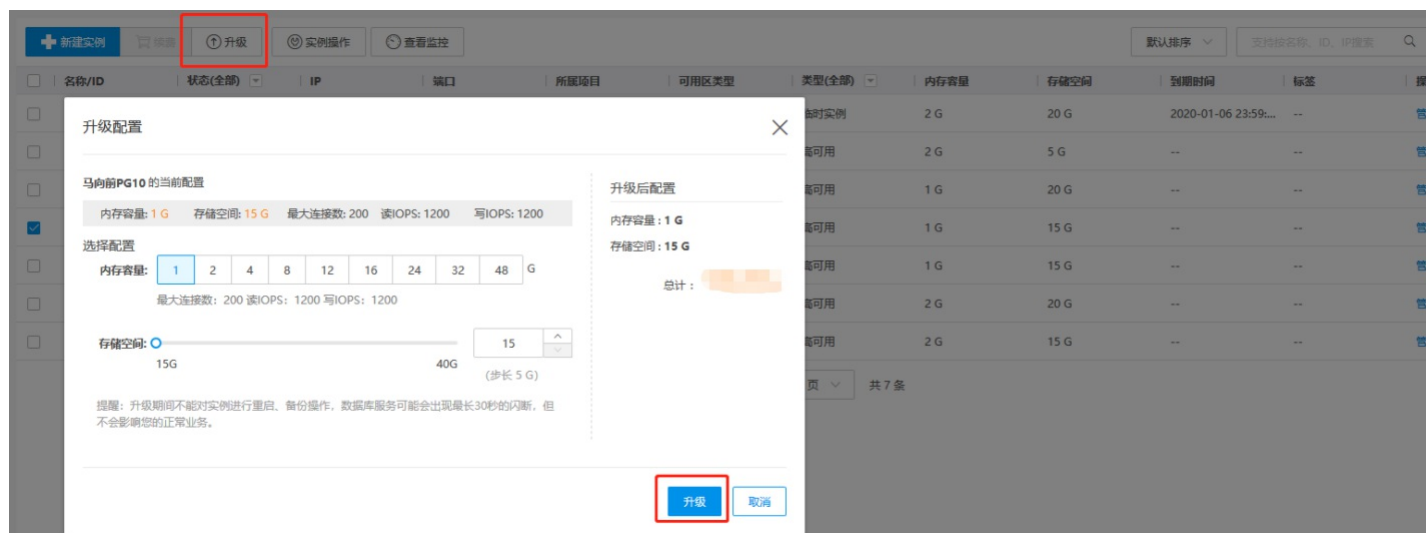 新建实例 续费 升级 实例操作 查看监控 默认排序 支持按名称、ID、IP搜索
名称/ID 状态(全部) IP 端口 所属项目 可用区类型 类型(全部) 内存容量 存储空间 到期时间 标签
临时实例 2 G 20 G 2020-01-06 23:59:... --
高可用 2 G 5 G -- --
高可用 1 G 20 G -- --
高可用 1 G 15 G -- --
高可用 1 G 15 G -- --
高可用 2 G 20 G -- --
高可用 2 G 15 G -- --
页 共 7 条
升级配置
马向前PG10 的当前配置
内存容量: 1 G 存储空间: 15 G 最大连接数: 200 读IOPS: 1200 写IOPS: 1200
选择配置
内存容量: 1 2 4 8 12 16 24 32 48 G
最大连接数：200 读IOPS：1200 写IOPS：1200
存储空间: 15
15G 40G
(步长 5 G)
提醒：升级期间不能对实例进行重启、备份操作，数据库服务可能会出现最长30秒的闪断，但
不会影响您的正常业务。
升级后配置
内存容量 : 1 G
存储空间 : 15 G
总计：
升级 取消